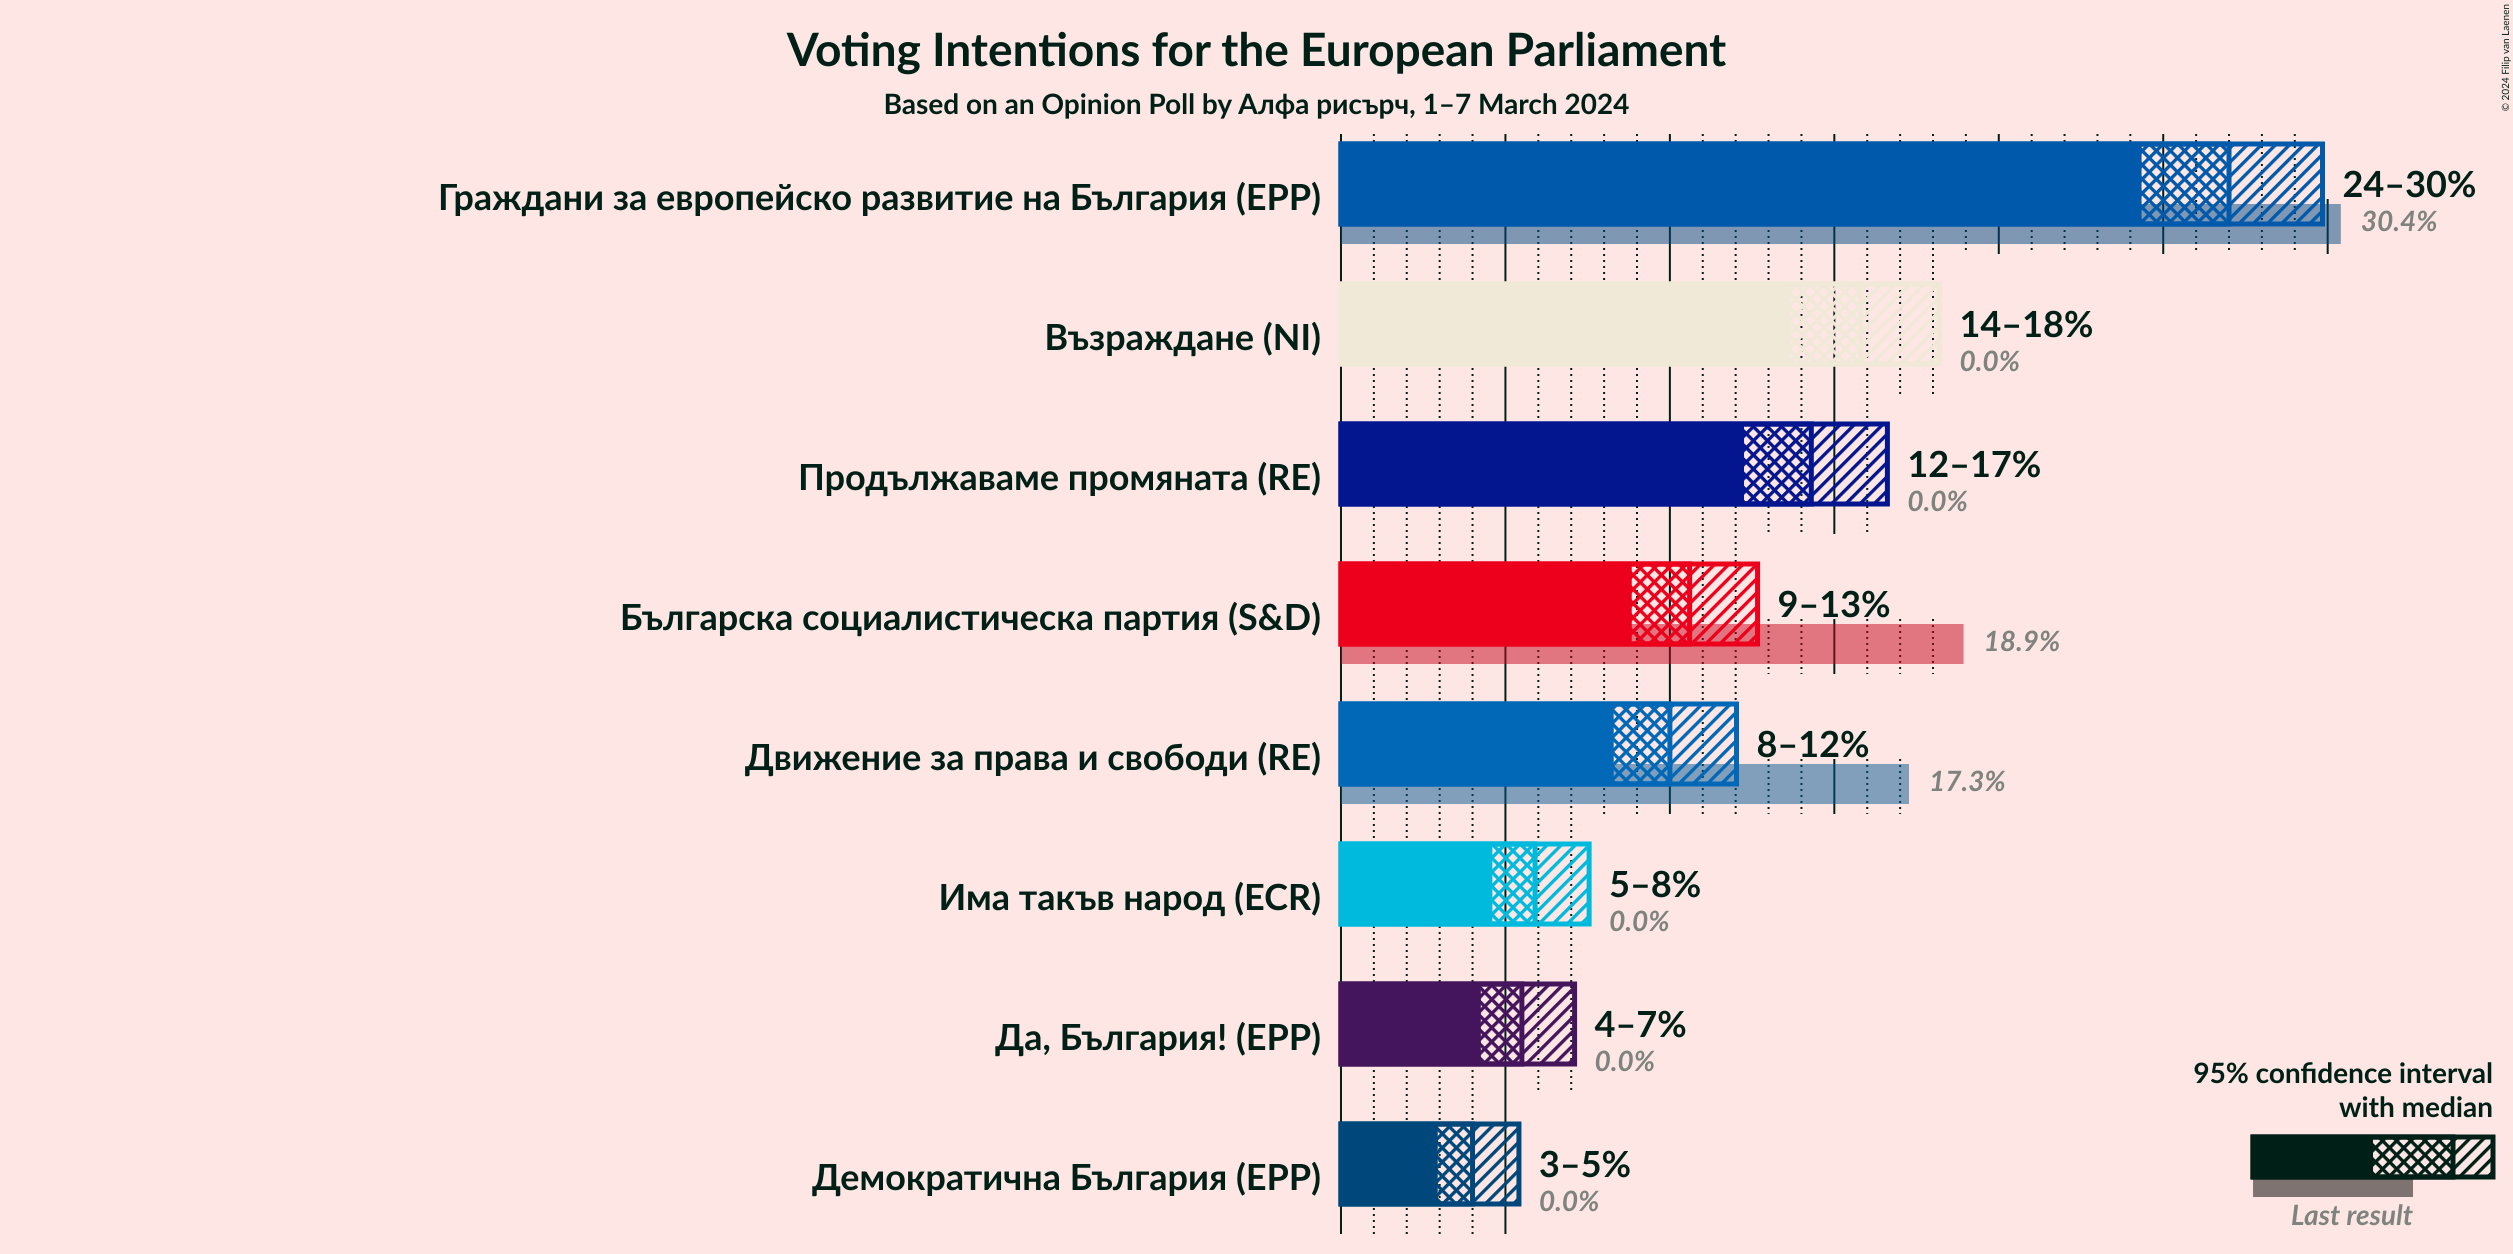 Voting Intentions for the European Parliament
Based on an Opinion Poll by Алфа рисърч, 1–7 March 2024
© 2024 Filip van Laenen
Граждани за европейско развитие на България (EPP)
24–30%
30.4%
Възраждане (NI)
14–18%
0.0%
Продължаваме промяната (RE)
12–17%
0.0%
Българска социалистическа партия (S&D)
9–13%
18.9%
Движение за права и свободи (RE)
8–12%
17.3%
Има такъв народ (ECR)
5–8%
0.0%
Да, България! (EPP)
4–7%
0.0%
Демократична България (EPP)
3–5%
0.0%
95% confidence interval
with median
Last result